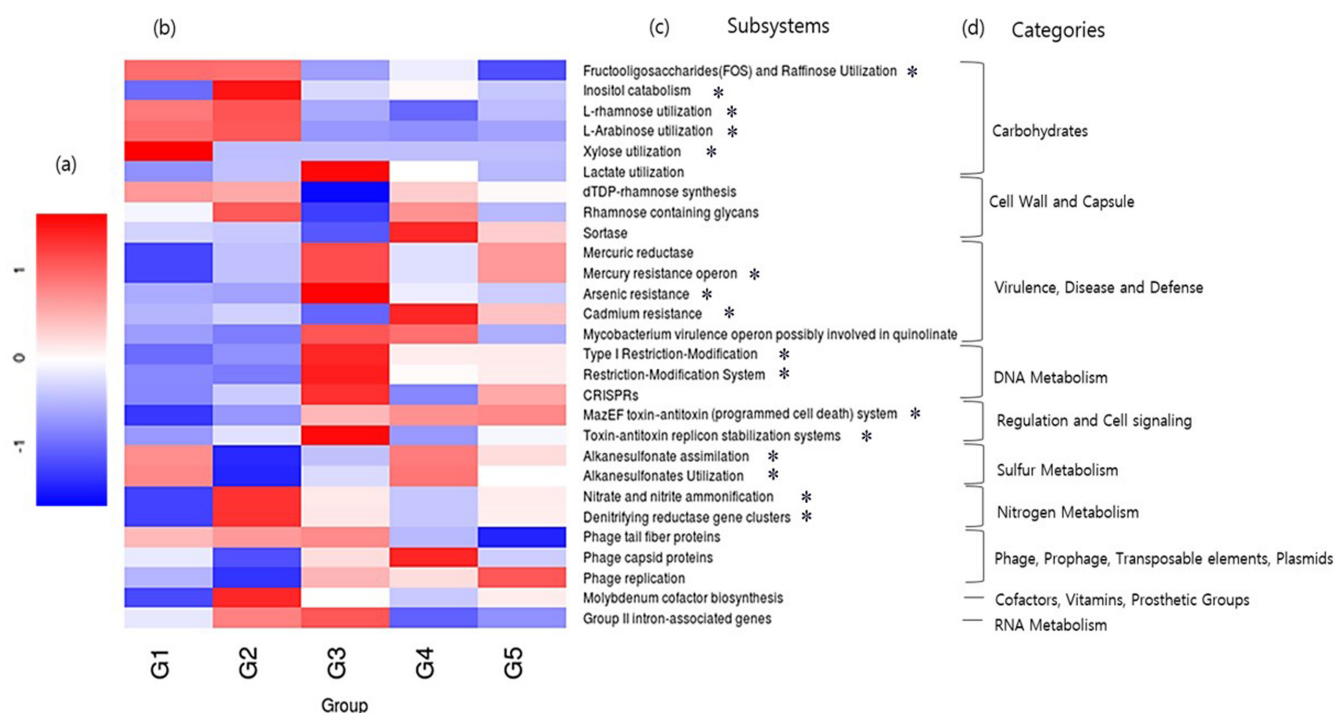 (b)
(c)
Subsystems
(d)
Categories
(a)
1
0
-1
Fructooligosaccharides(FOS) and Raffinose Utilization *
Inositol catabolism *
L-rhamnose utilization *
L-Arabinose utilization *
Xylose utilization *
Lactate utilization
dTDP-rhamnose synthesis
Rhamnose containing glycans
Sortase
Mercuric reductase
Mercury resistance operon *
Arsenic resistance *
Cadmium resistance *
Mycobacterium virulence operon possibly involved in quinolinate
Type I Restriction-Modification *
Restriction-Modification System *
CRISPRs
MazEF toxin-antitoxin (programmed cell death) system *
Toxin-antitoxin replicon stabilization systems *
Alkanesulfonate assimilation *
Alkanesulfonates Utilization *
Nitrate and nitrite ammonification *
Denitrifying reductase gene clusters *
Phage tail fiber proteins
Phage capsid proteins
Phage replication
Molybdenum cofactor biosynthesis
Group II intron-associated genes
Carbohydrates
Cell Wall and Capsule
Virulence, Disease and Defense
DNA Metabolism
Regulation and Cell signaling
Sulfur Metabolism
Nitrogen Metabolism
Phage, Prophage, Transposable elements, Plasmids
Cofactors, Vitamins, Prosthetic Groups
RNA Metabolism
G1
G2
G3
G4
G5
Group